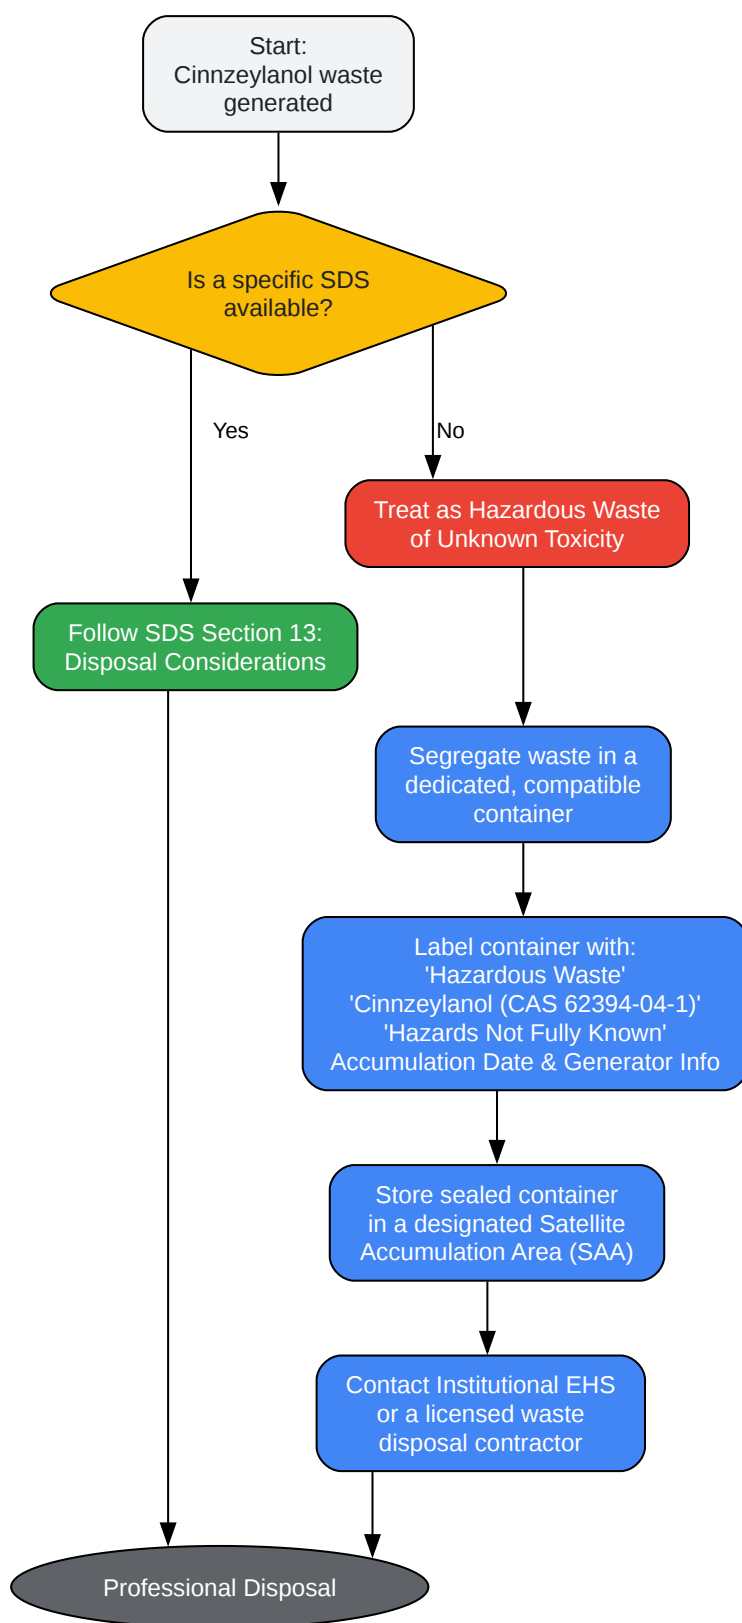 Start:
Cinnzeylanol waste
generated
Is a specific SDS
available?
Yes
No
Treat as Hazardous Waste
of Unknown Toxicity
Follow SDS Section 13:
Disposal Considerations
Segregate waste in a
dedicated, compatible
container
Label container with:
'Hazardous Waste'
'Cinnzeylanol (CAS 62394-04-1)'
'Hazards Not Fully Known'
Accumulation Date & Generator Info
Store sealed container
in a designated Satellite
Accumulation Area (SAA)
Contact Institutional EHS
or a licensed waste
disposal contractor
Professional Disposal